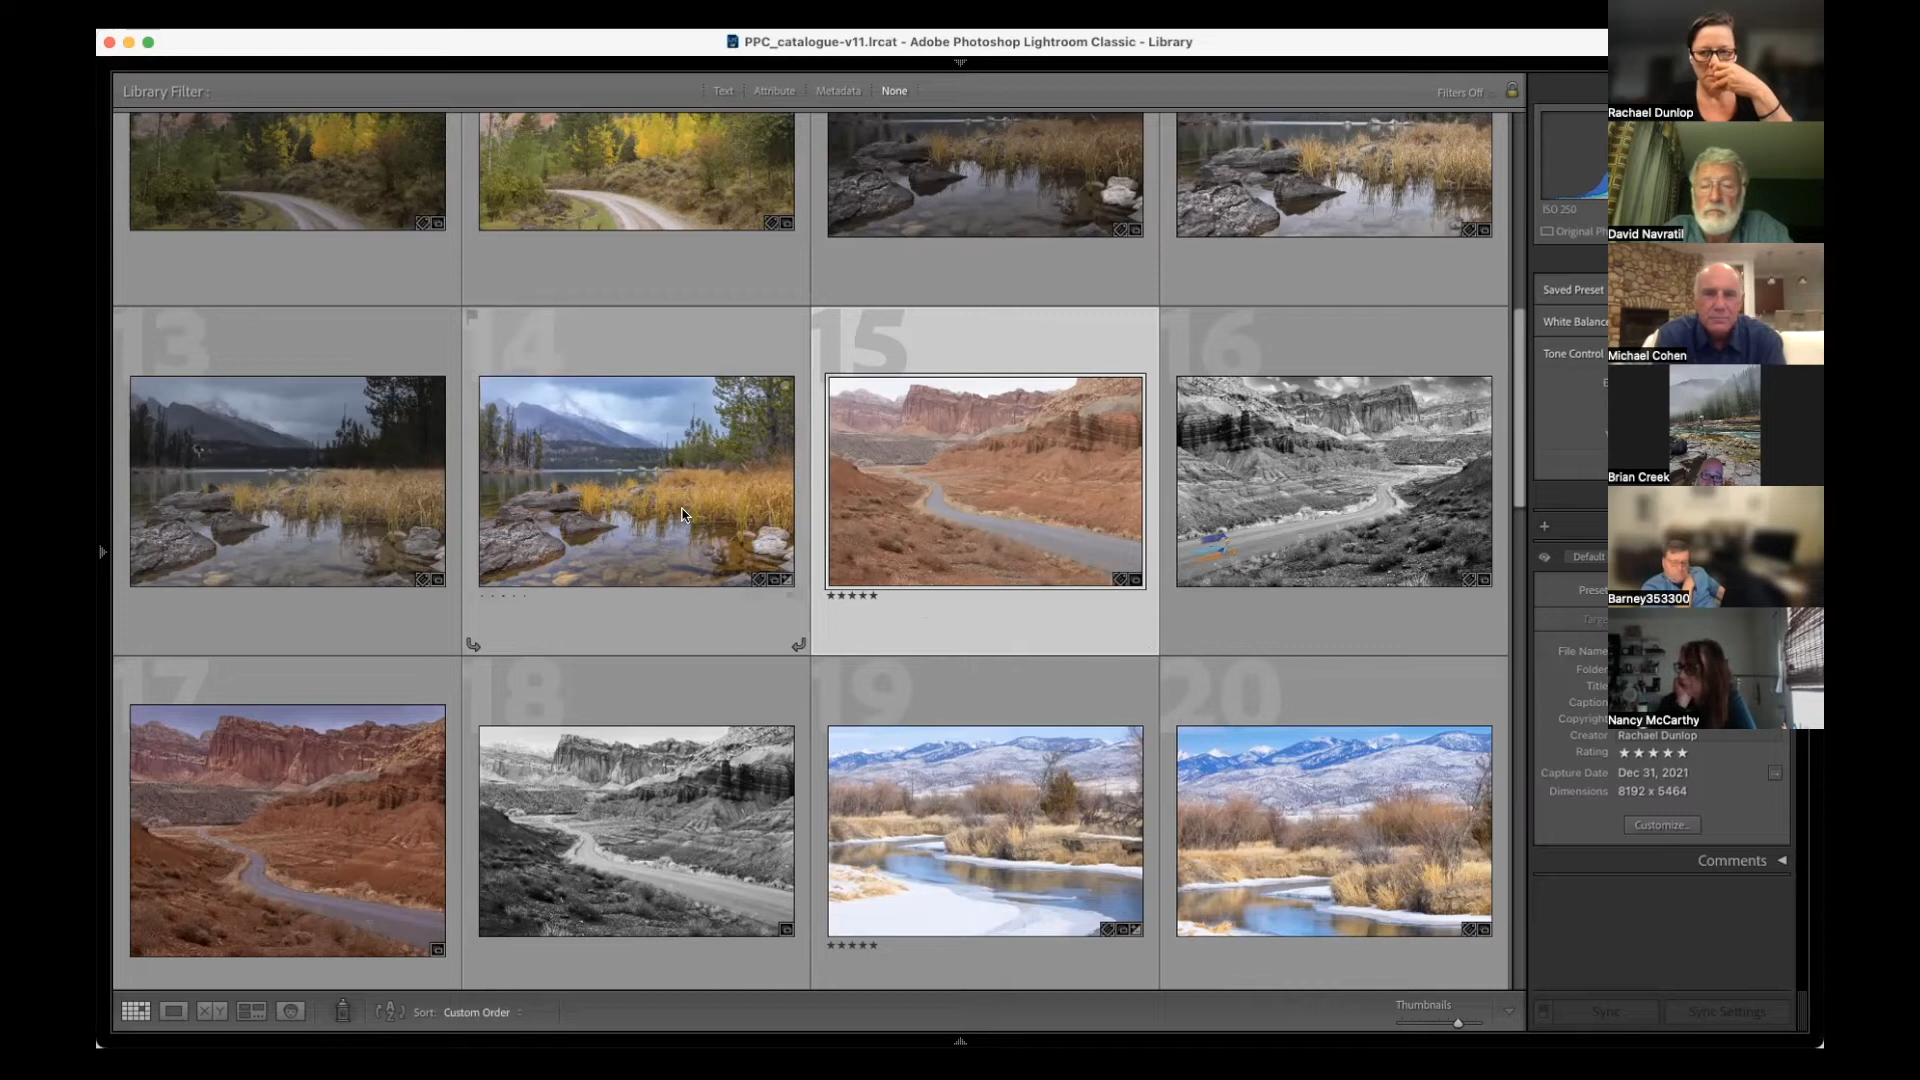 PPC_catalogue-v11.lrcat - Adobe Photoshop Lightroom Classic - Library
Library Filter :
Text
Attribute
Metadata
None
Filters Off
ISO 250
Original Ph
Saved Preset
White Balance
Tone Control
13
14
15
16
★★★★★
Default
Preset
Targe
File Name
Folder
Title
Caption
Copyright
Creator
Rachael Dunlop
Rating
★ ★ ★ ★ ★
Capture Date
Dec 31, 2021
Dimensions
8192 x 5464
Customize...
Comments
17
18
19
20
★★★★★
Sort:
Custom Order
Thumbnails
Sync
Sync Settings
Rachael Dunlop
David Navratil
Michael Cohen
Brian Creek
Barney353300
Nancy McCarthy